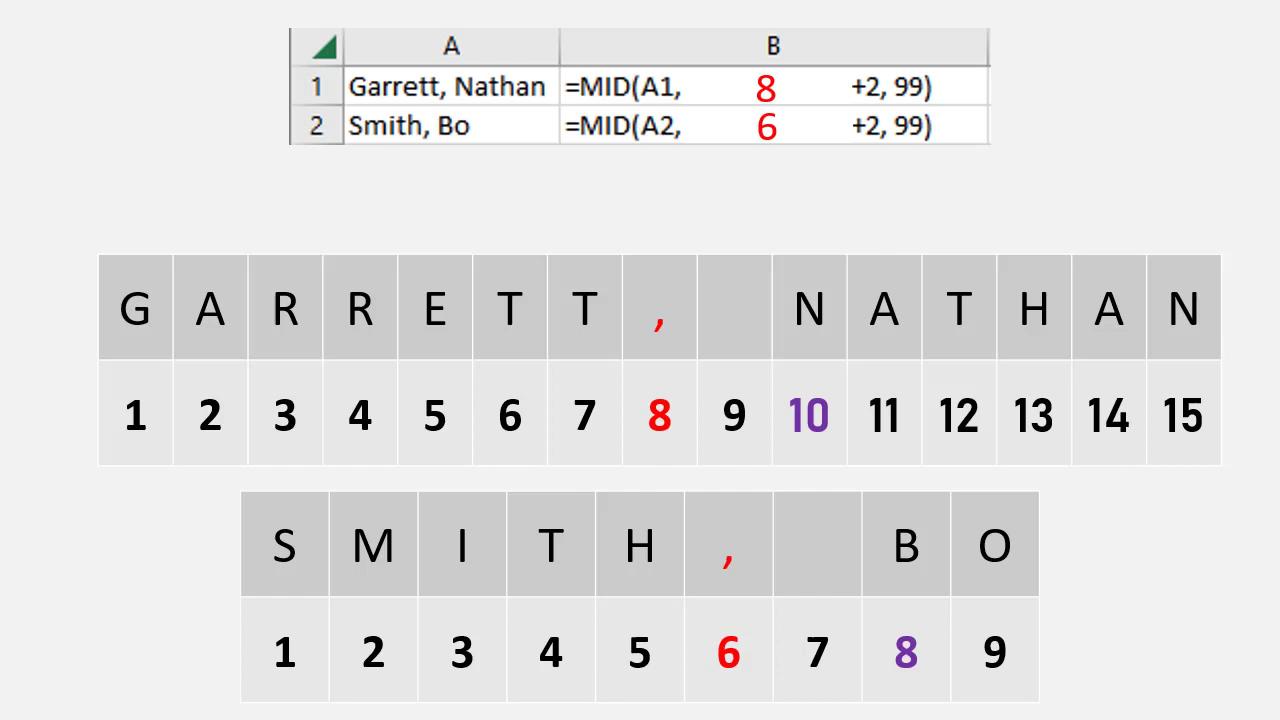 A B
1 Garrett, Nathan =MID(A1, 8 +2, 99)
2 Smith, Bo =MID(A2, 6 +2, 99)
G A R R E T T , N A T H A N
1 2 3 4 5 6 7 8 9 10 11 12 13 14 15
S M I T H , B O
1 2 3 4 5 6 7 8 9